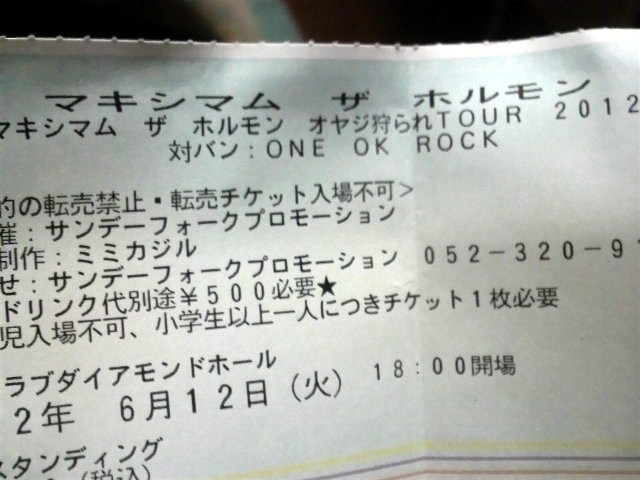 マキシマム ザ ホルモン
マキシマム ザ ホルモン オヤジ狩られTOUR 2012
対バン:ONE OK ROCK
的の転売禁止・転売チケット入場不可>
催:サンデーフォークプロモーション
制作:ミミカジル
せ:サンデーフォークプロモーション 052-320-9
ドリンク代別途¥500必要★
児入場不可、小学生以上一人につきチケット1枚必要
ラブダイアモンドホール
2年 6月12日(火) 18:00開場
スタンディング
(税込)